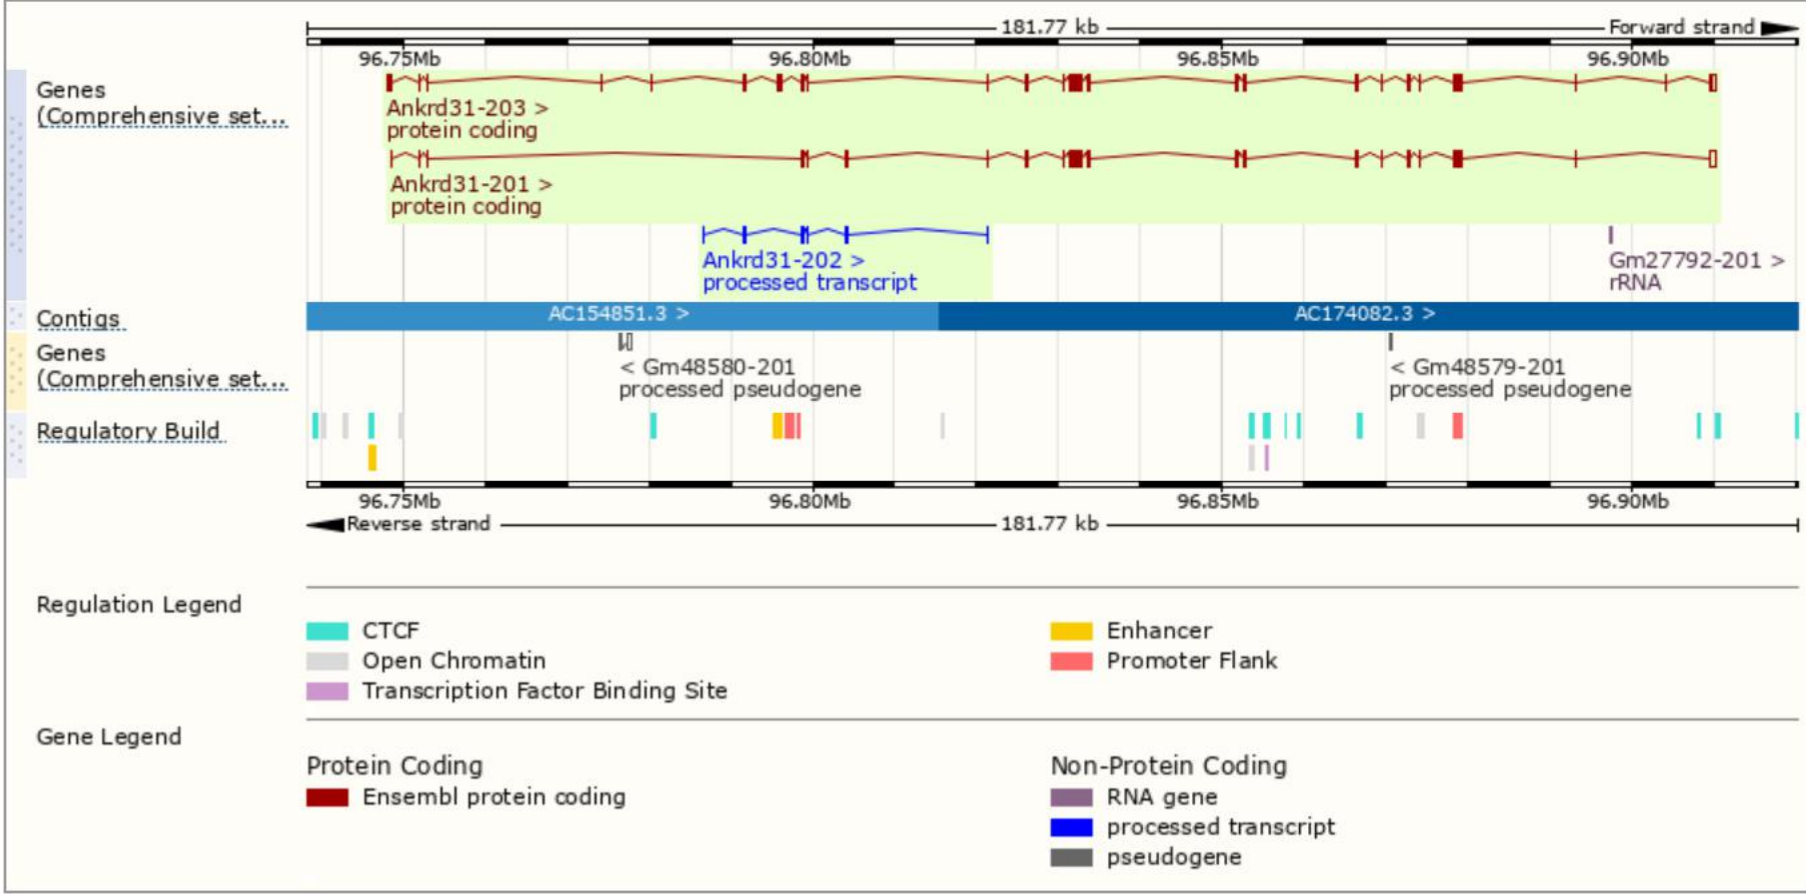 181.77 kb
Forward strand
96.75Mb 96.80Mb 96.85Mb 96.90Mb
Genes
(Comprehensive set...
Ankrd31-203 >
protein coding
Ankrd31-201 >
protein coding
Ankrd31-202 >
processed transcript
Gm27792-201 >
rRNA
Contigs
AC154851.3 >
AC174082.3 >
Genes
(Comprehensive set...
< Gm48580-201
processed pseudogene
< Gm48579-201
processed pseudogene
Regulatory Build
96.75Mb 96.80Mb 96.85Mb 96.90Mb
Reverse strand
181.77 kb
Regulation Legend
CTCF
Open Chromatin
Transcription Factor Binding Site
Enhancer
Promoter Flank
Gene Legend
Protein Coding
Ensembl protein coding
Non-Protein Coding
RNA gene
processed transcript
pseudogene